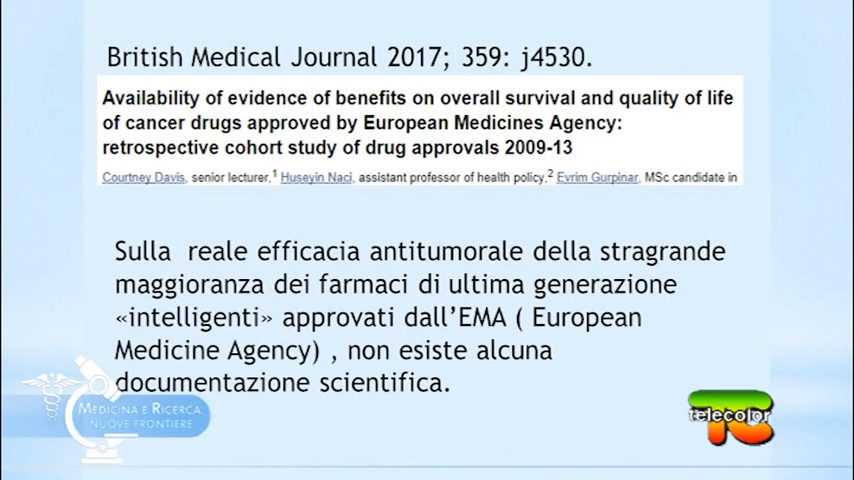 British Medical Journal 2017; 359: j4530.
Availability of evidence of benefits on overall survival and quality of life
of cancer drugs approved by European Medicines Agency:
retrospective cohort study of drug approvals 2009-13
Courtney Davis, senior lecturer,1 Huseyin Naci, assistant professor of health policy,2 Evrim Gurpinar, MSc candidate in
Sulla reale efficacia antitumorale della stragrande
maggioranza dei farmaci di ultima generazione
«intelligenti» approvati dall’EMA ( European
Medicine Agency) , non esiste alcuna
documentazione scientifica.
MEDICINA E RICERCA
NUOVE FRONTIERE
telecolor